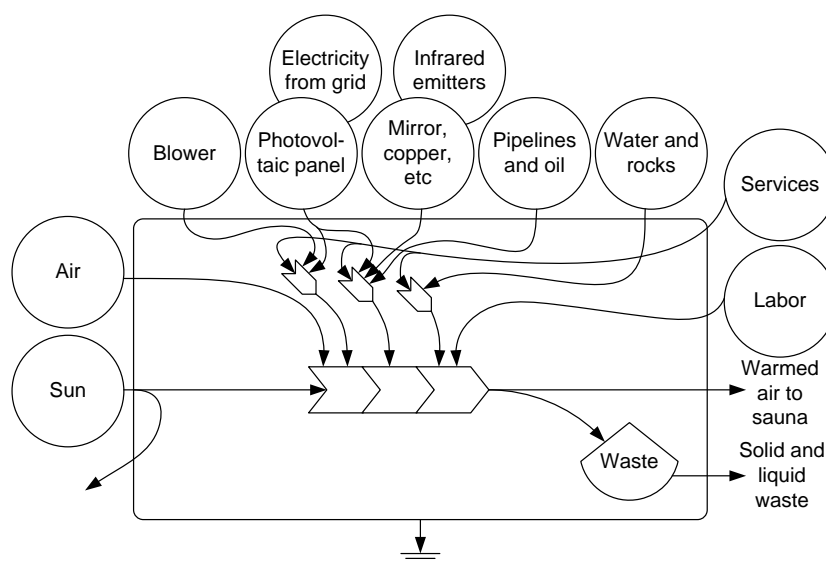 Electricity
from grid
Infrared
emitters
Blower
Photovol-
taic panel
Mirror,
copper,
etc
Pipelines
and oil
Water and
rocks
Services
Air
Labor
Sun
Warmed
air to
sauna
Waste
Solid and
liquid
waste